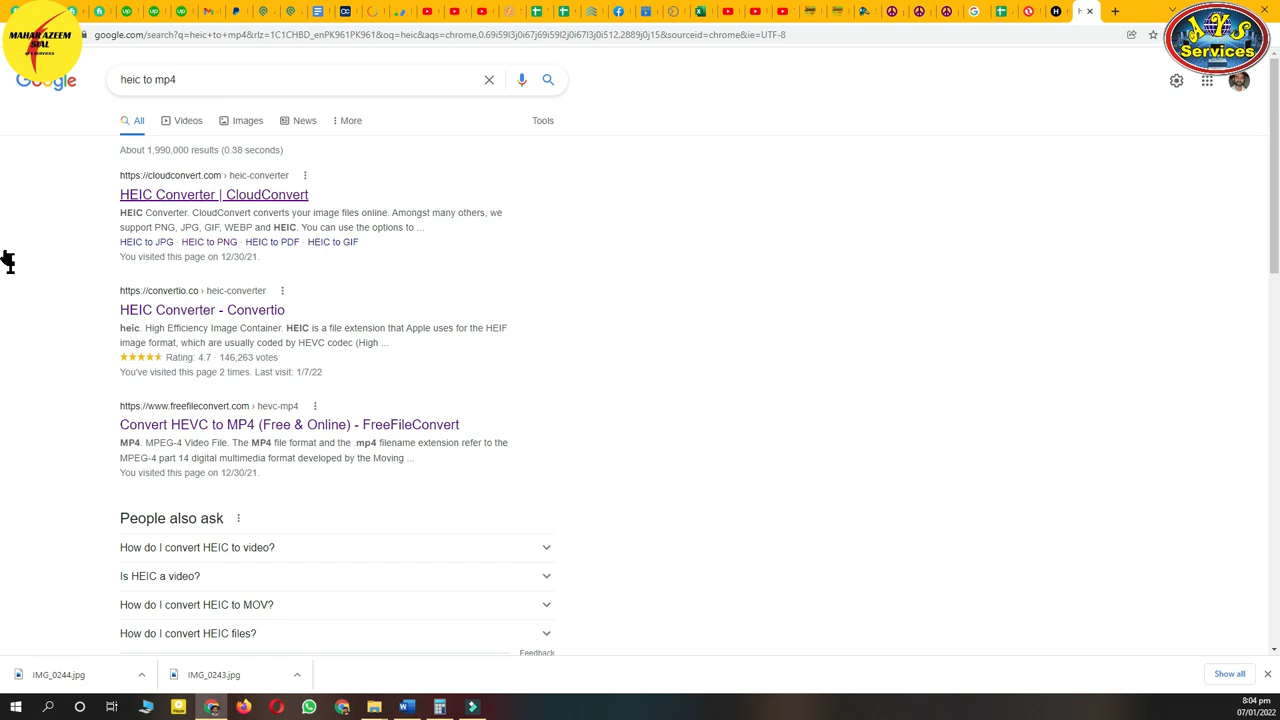 MAHAR AZEEM
SIAL
AYS
Services
google.com/search?q=heic+to+mp4&rlz=1C1CHBD_enPK961PK961&oq=heic&aqs=chrome.0.69i59l3j0i67j69i59l2j0i67l3j0i512.2889j0j15&sourceid=chrome&ie=UTF-8
Google
heic to mp4
All
Videos
Images
News
More
Tools
About 1,990,000 results (0.38 seconds)
https://cloudconvert.com › heic-converter
HEIC Converter | CloudConvert
HEIC Converter. CloudConvert converts your image files online. Amongst many others, we
support PNG, JPG, GIF, WEBP and HEIC. You can use the options to ...
HEIC to JPG · HEIC to PNG · HEIC to PDF · HEIC to GIF
You visited this page on 12/30/21.
https://convertio.co › heic-converter
HEIC Converter - Convertio
heic. High Efficiency Image Container. HEIC is a file extension that Apple uses for the HEIF
image format, which are usually coded by HEVC codec (High ...
Rating: 4.7 · 146,263 votes
You've visited this page 2 times. Last visit: 1/7/22
https://www.freefileconvert.com › hevc-mp4
Convert HEVC to MP4 (Free & Online) - FreeFileConvert
MP4. MPEG-4 Video File. The MP4 file format and the .mp4 filename extension refer to the
MPEG-4 part 14 digital multimedia format developed by the Moving ...
You visited this page on 12/30/21.
People also ask
How do I convert HEIC to video?
Is HEIC a video?
How do I convert HEIC to MOV?
How do I convert HEIC files?
Feedback
IMG_0244.jpg
IMG_0243.jpg
Show all
8:04 pm
07/01/2022